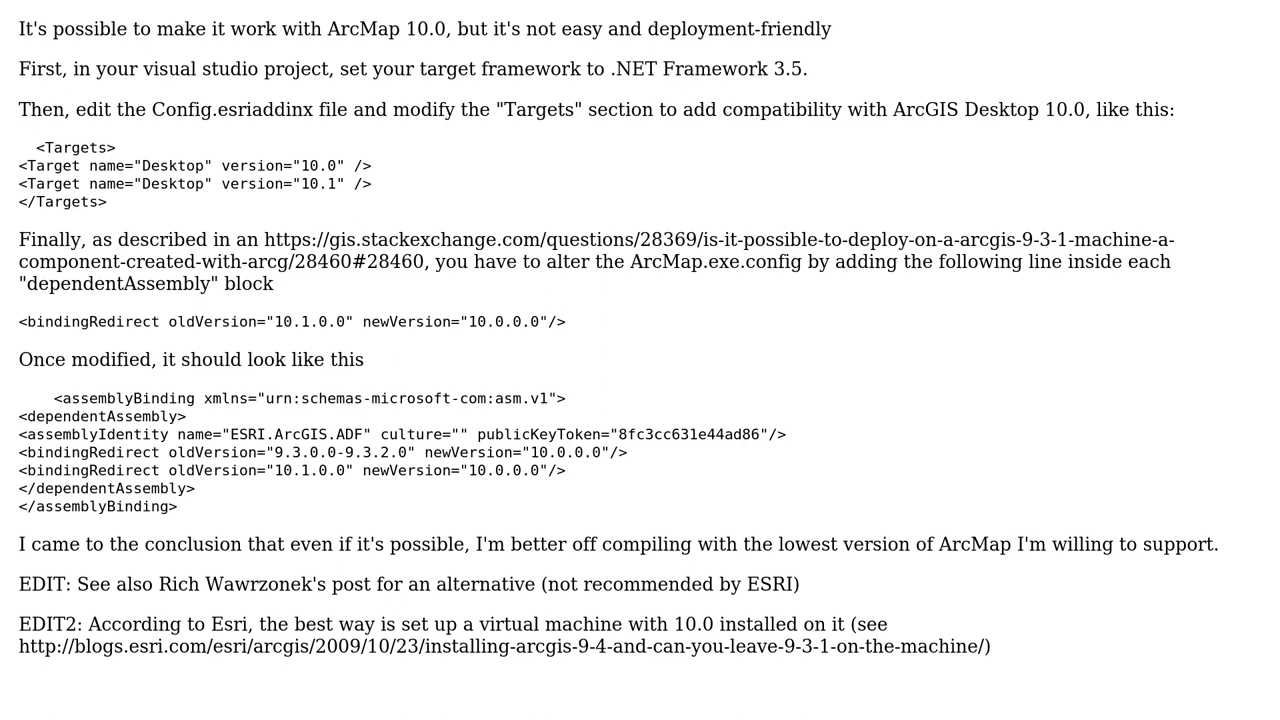 It's possible to make it work with ArcMap 10.0, but it's not easy and deployment-friendly
First, in your visual studio project, set your target framework to .NET Framework 3.5.
Then, edit the Config.esriaddinx file and modify the "Targets" section to add compatibility with ArcGIS Desktop 10.0, like this:
  <Targets>
<Target name="Desktop" version="10.0" />
<Target name="Desktop" version="10.1" />
</Targets>
Finally, as described in an https://gis.stackexchange.com/questions/28369/is-it-possible-to-deploy-on-a-arcgis-9-3-1-machine-a-
component-created-with-arcg/28460#28460, you have to alter the ArcMap.exe.config by adding the following line inside each
"dependentAssembly" block
<bindingRedirect oldVersion="10.1.0.0" newVersion="10.0.0.0"/>
Once modified, it should look like this
    <assemblyBinding xmlns="urn:schemas-microsoft-com:asm.v1">
<dependentAssembly>
<assemblyIdentity name="ESRI.ArcGIS.ADF" culture="" publicKeyToken="8fc3cc631e44ad86"/>
<bindingRedirect oldVersion="9.3.0.0-9.3.2.0" newVersion="10.0.0.0"/>
<bindingRedirect oldVersion="10.1.0.0" newVersion="10.0.0.0"/>
</dependentAssembly>
</assemblyBinding>
I came to the conclusion that even if it's possible, I'm better off compiling with the lowest version of ArcMap I'm willing to support.
EDIT: See also Rich Wawrzonek's post for an alternative (not recommended by ESRI)
EDIT2: According to Esri, the best way is set up a virtual machine with 10.0 installed on it (see
http://blogs.esri.com/esri/arcgis/2009/10/23/installing-arcgis-9-4-and-can-you-leave-9-3-1-on-the-machine/)